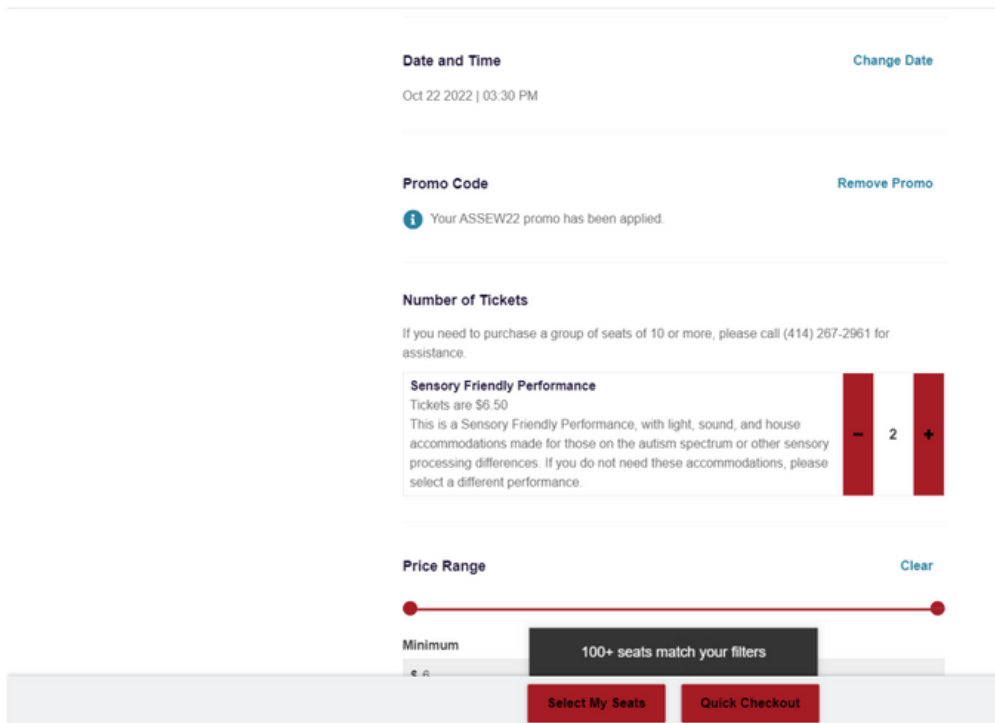 Date and Time
Change Date
Oct 22 2022 | 03:30 PM
Promo Code
Remove Promo
Your ASSEW22 promo has been applied.
Number of Tickets
If you need to purchase a group of seats of 10 or more, please call (414) 267-2961 for
assistance.
Sensory Friendly Performance
Tickets are $6.50
This is a Sensory Friendly Performance, with light, sound, and house
accommodations made for those on the autism spectrum or other sensory
processing differences. If you do not need these accommodations, please
select a different performance.
− 2 +
Price Range
Clear
Minimum
100+ seats match your filters
$ 6
Select My Seats
Quick Checkout